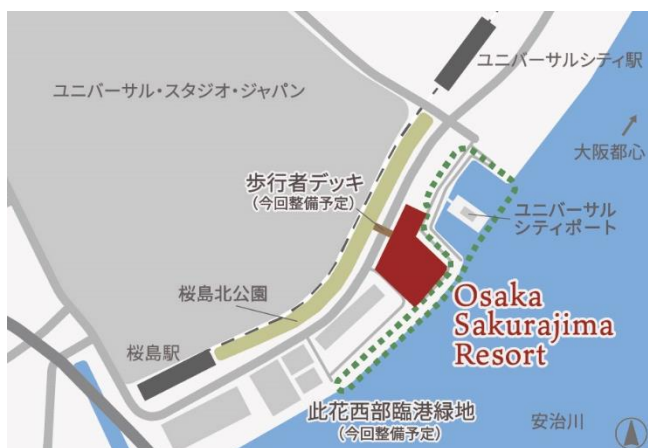 ユニバーサルシティ駅
ユニバーサル・スタジオ・ジャパン
大阪都心
歩行者デッキ
(今回整備予定)
ユニバーサル
シティポート
桜島北公園
Osaka
Sakurajima
Resort
桜島駅
此花西部臨港緑地
(今回整備予定)
安治川